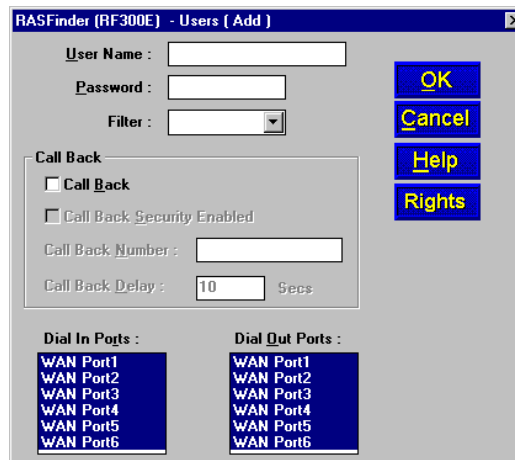 RASFinder (RF300E) - Users ( Add )
User Name :
Password :
Filter :
OK
Cancel
Help
Rights
Call Back
Call Back
Call Back Security Enabled
Call Back Number :
Call Back Delay : 10 Secs
Dial In Ports :
WAN Port1
WAN Port2
WAN Port3
WAN Port4
WAN Port5
WAN Port6
Dial Out Ports :
WAN Port1
WAN Port2
WAN Port3
WAN Port4
WAN Port5
WAN Port6